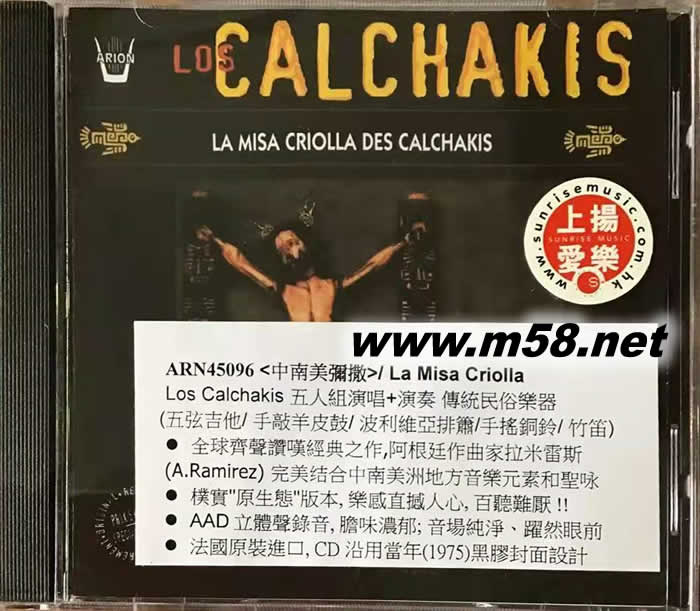 ARION
LOS CALCHAKIS
LA MISA CRIOLLA DES CALCHAKIS
www.sunrisemusic.com.hk
上揚
SUNRISE MUSIC
愛樂
S
www.m58.net
ARN45096 <中南美彌撒>/ La Misa Criolla
Los Calchakis 五人組演唱+演奏 傳統民俗樂器
(五弦吉他/ 手敲羊皮鼓/ 波利維亞排簫/手搖銅鈴/ 竹笛)
● 全球齊聲讚嘆經典之作,阿根廷作曲家拉米雷斯
(A.Ramirez) 完美结合中南美洲地方音樂元素和聖咏
● 樸實"原生態"版本, 樂感直撼人心, 百聽難厭 !!
● AAD 立體聲錄音, 膽味濃郁; 音場純淨、躍然眼前
● 法國原裝進口, CD 沿用當年(1975)黑膠封面設計